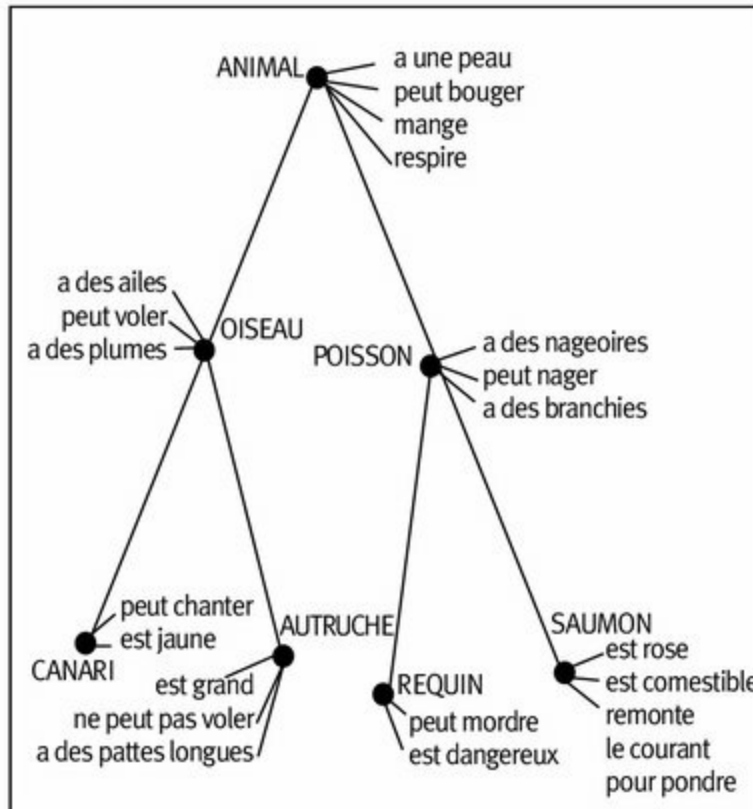 ANIMAL
a une peau
peut bouger
mange
respire
a des ailes
peut voler
a des plumes
OISEAU
POISSON
a des nageoires
peut nager
a des branchies
peut chanter
est jaune
CANARI
AUTRUCHE
est grand
ne peut pas voler
a des pattes longues
REQUIN
peut mordre
est dangereux
SAUMON
est rose
est comestible
remonte
le courant
pour pondre